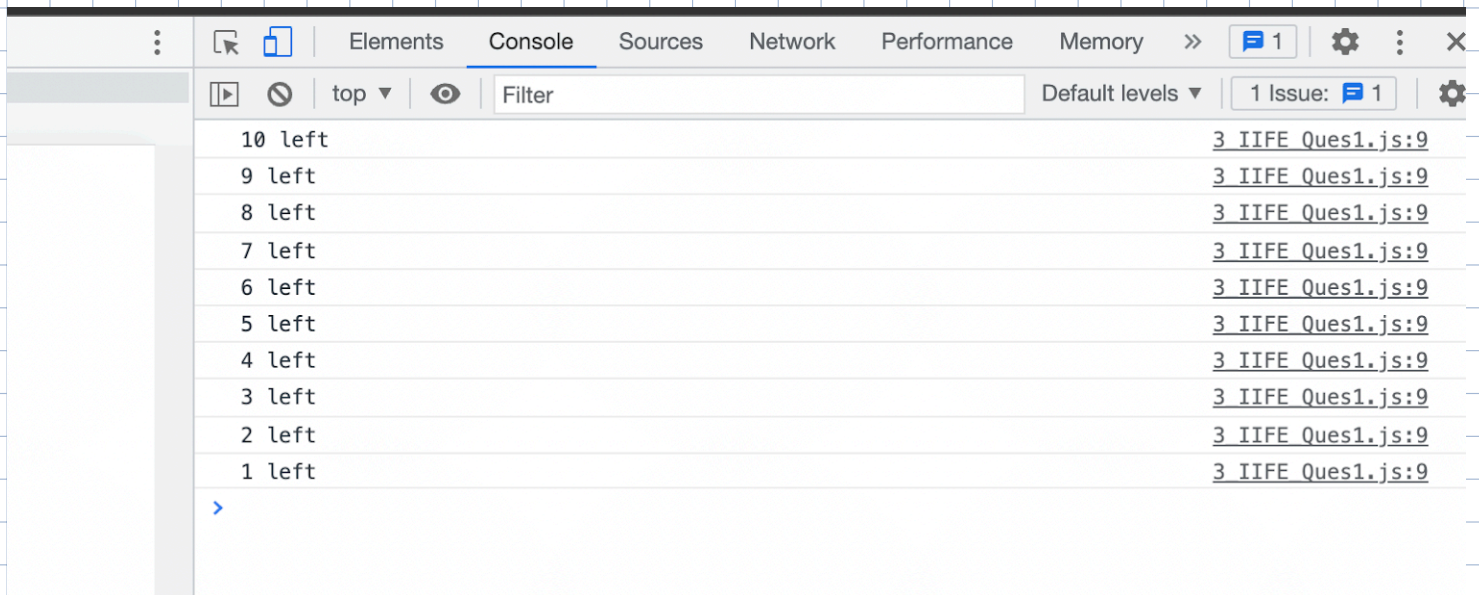 Elements Console Sources Network Performance Memory 1
top Filter Default levels 1 Issue: 1
10 left 3_IIFE_Ques1.js:9
9 left 3_IIFE_Ques1.js:9
8 left 3_IIFE_Ques1.js:9
7 left 3_IIFE_Ques1.js:9
6 left 3_IIFE_Ques1.js:9
5 left 3_IIFE_Ques1.js:9
4 left 3_IIFE_Ques1.js:9
3 left 3_IIFE_Ques1.js:9
2 left 3_IIFE_Ques1.js:9
1 left 3_IIFE_Ques1.js:9